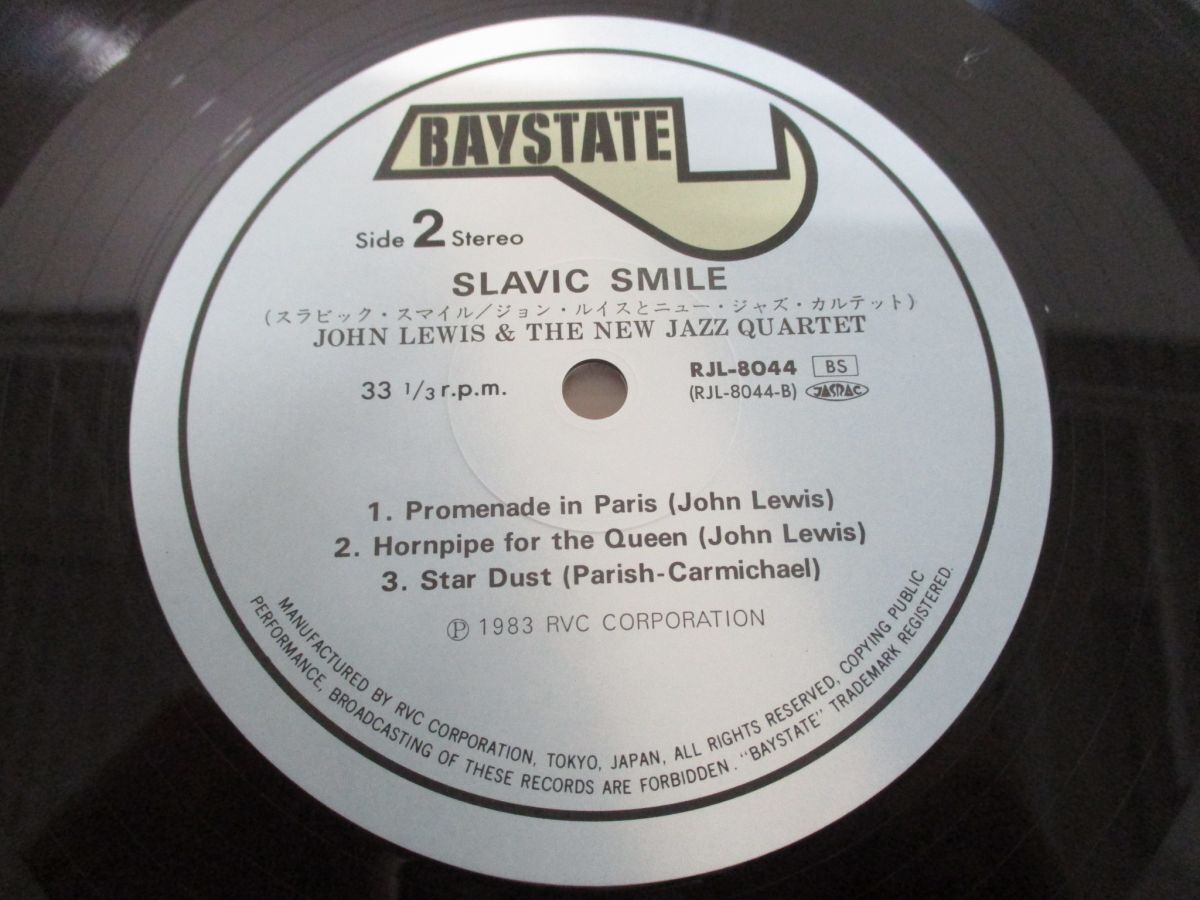 BAYSTATE
Side 2 Stereo
SLAVIC SMILE
(スラビック・スマイル/ジョン・ルイスとニュー・ジャズ・カルテット)
JOHN LEWIS & THE NEW JAZZ QUARTET
33 1/3 r.p.m.
RJL-8044 BS
(RJL-8044-B) JASRAC
1. Promenade in Paris (John Lewis)
2. Hornpipe for the Queen (John Lewis)
3. Star Dust (Parish-Carmichael)
Ⓟ 1983 RVC CORPORATION
MANUFACTURED BY RVC CORPORATION, TOKYO, JAPAN, ALL RIGHTS RESERVED, COPYING PUBLIC
PERFORMANCE, BROADCASTING OF THESE RECORDS ARE FORBIDDEN. "BAYSTATE" TRADEMARK REGISTERED.